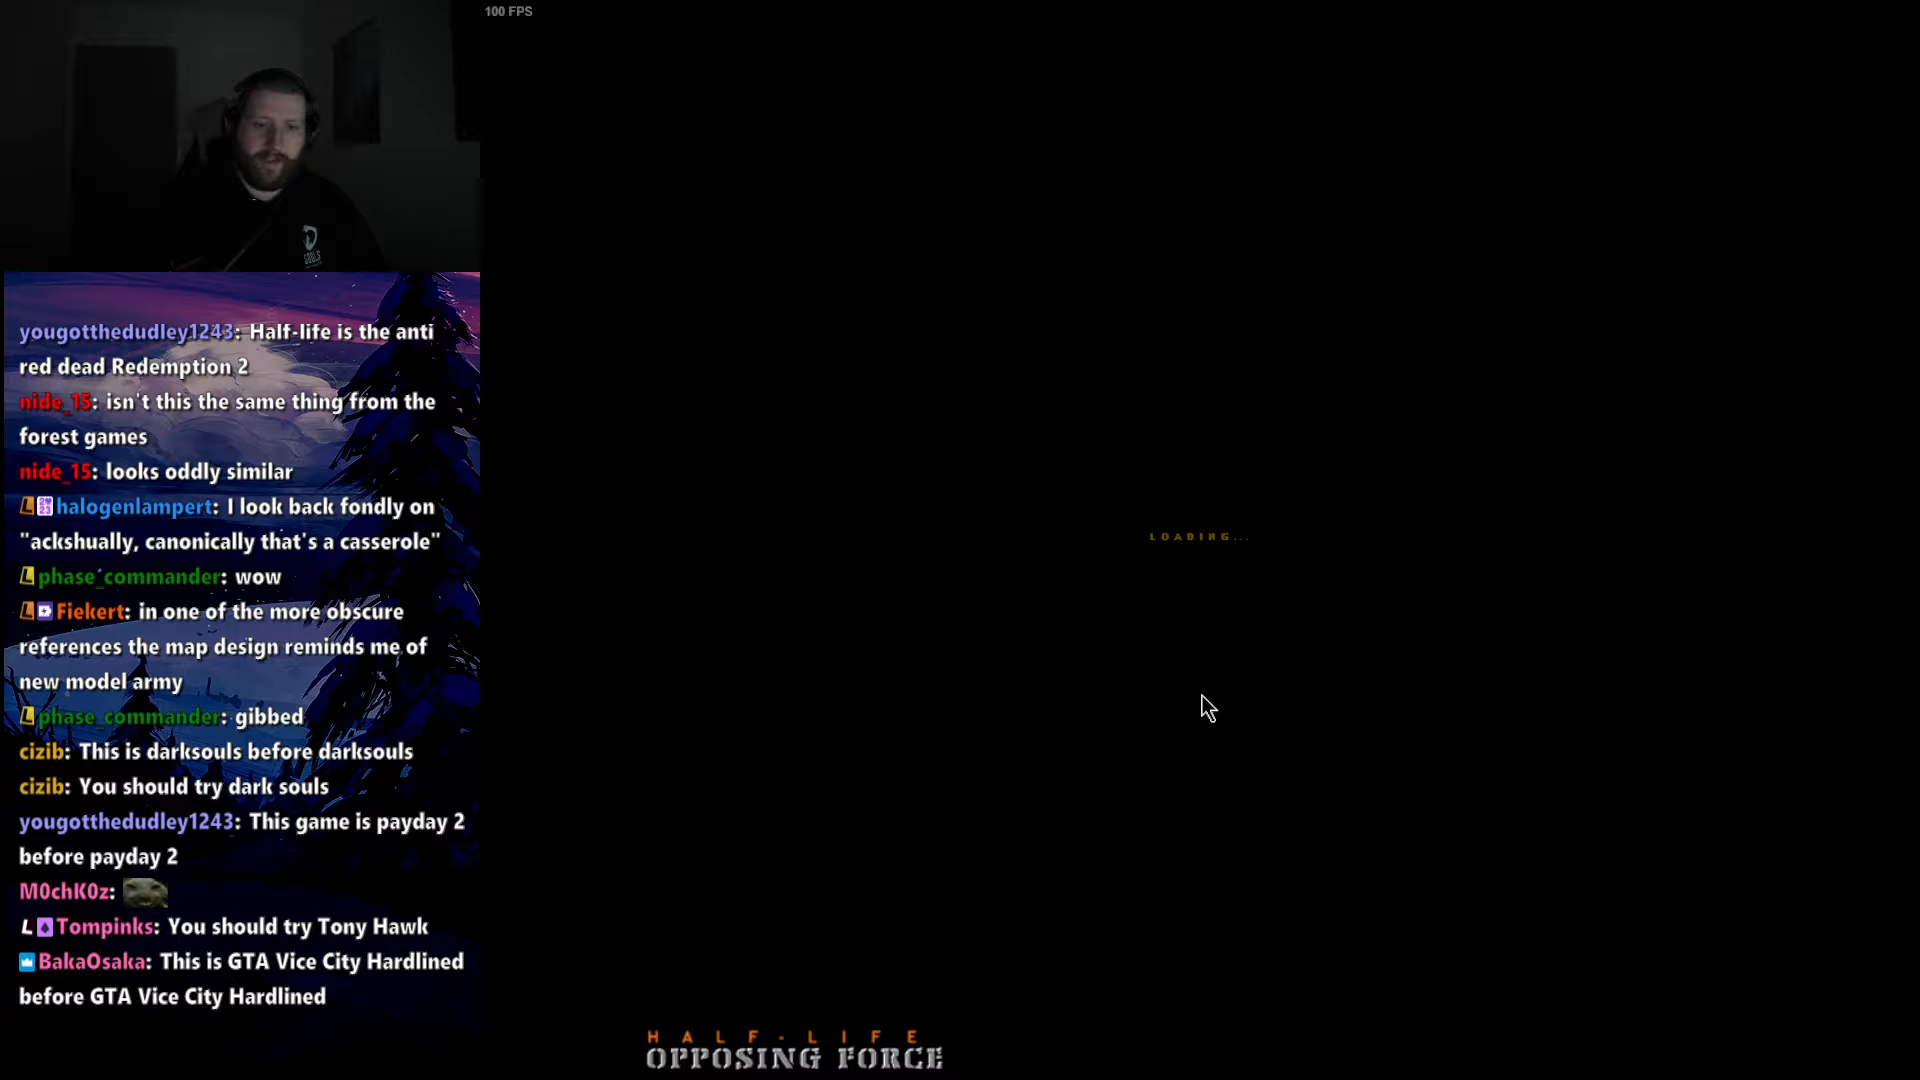 100 FPS
SOULS
yougotthedudley1243: Half-life is the anti
red dead Redemption 2
nide_15: isn't this the same thing from the
forest games
nide_15: looks oddly similar
halogenlampert: I look back fondly on
"ackshually, canonically that's a casserole"
phase_commander: wow
Fiekert: in one of the more obscure
references the map design reminds me of
new model army
phase_commander: gibbed
cizib: This is darksouls before darksouls
cizib: You should try dark souls
yougotthedudley1243: This game is payday 2
before payday 2
M0chK0z:
Tompinks: You should try Tony Hawk
BakaOsaka: This is GTA Vice City Hardlined
before GTA Vice City Hardlined
LOADING...
HALF-LIFE
OPPOSING FORCE